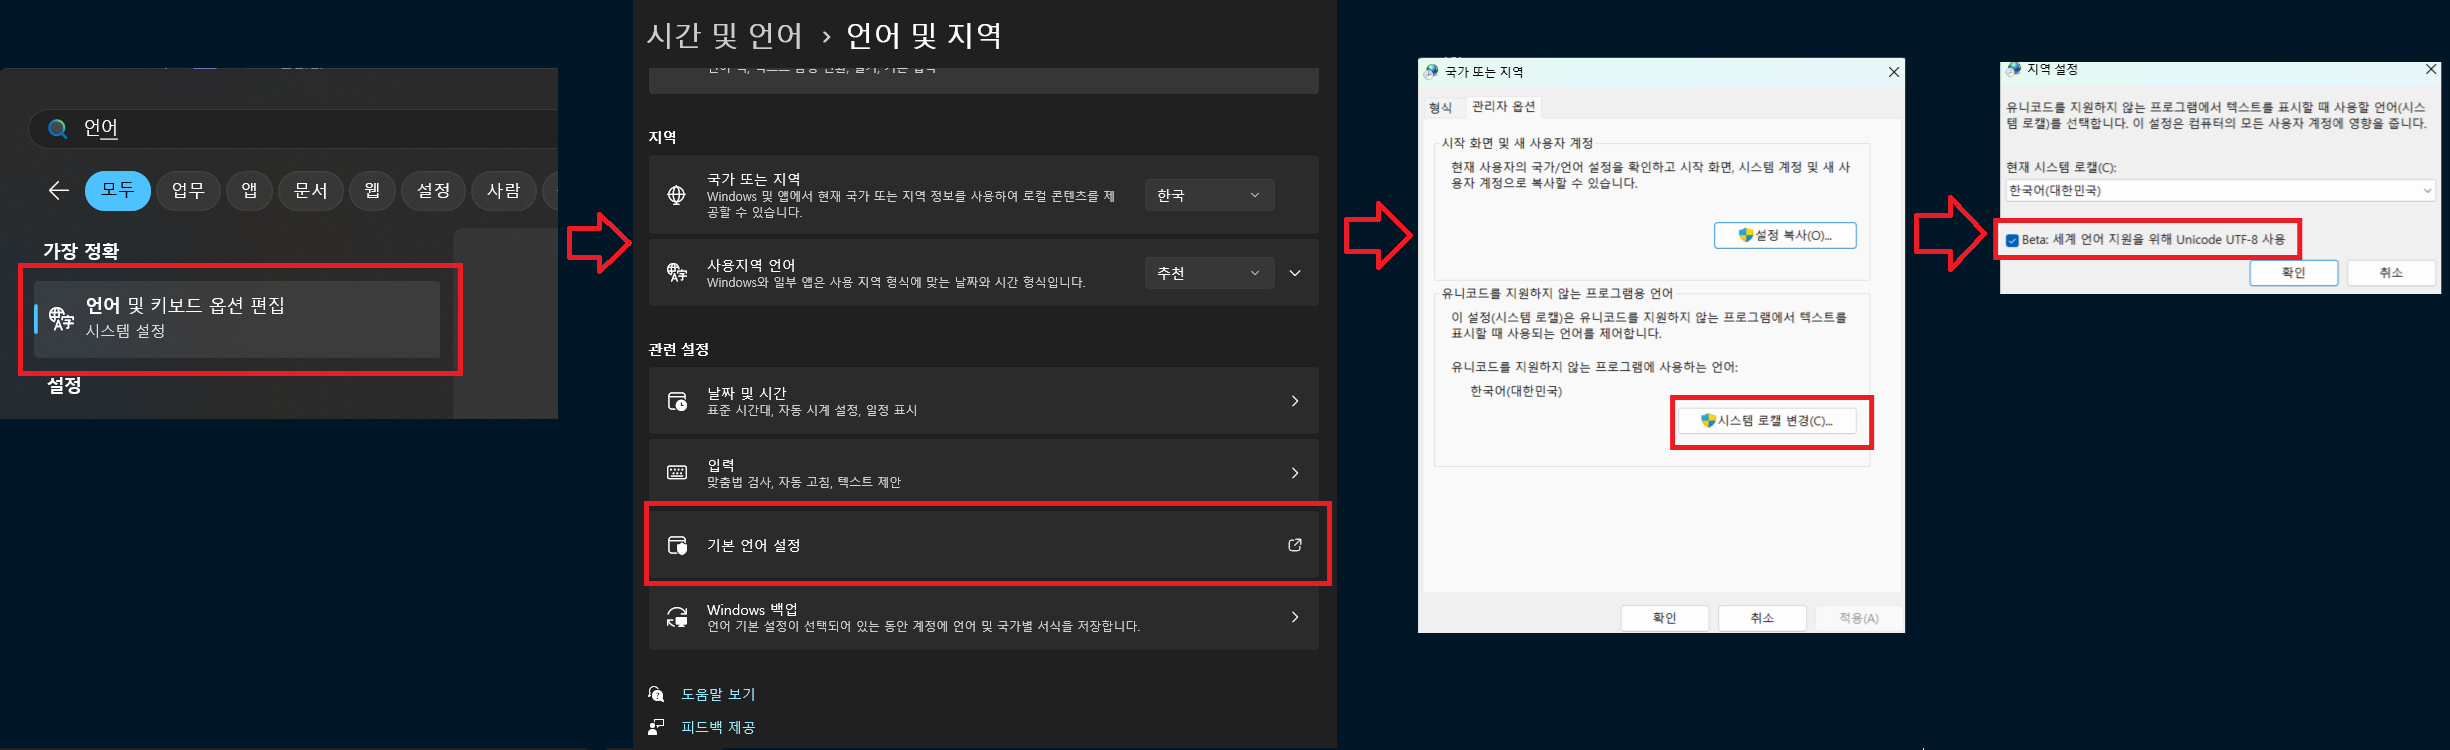 언어
모두
업무
앱
문서
웹
설정
사람
가장 정확
언어 및 키보드 옵션 편집
시스템 설정
설정
시간 및 언어 › 언어 및 지역
지역
국가 또는 지역
Windows 및 앱에서 현재 국가 또는 지역 정보를 사용하여 로컬 콘텐츠를 제
공할 수 있습니다.
한국
사용지역 언어
Windows와 일부 앱은 사용 지역 형식에 맞는 날짜와 시간 형식입니다.
추천
관련 설정
날짜 및 시간
표준 시간대, 자동 시계 설정, 일정 표시
입력
맞춤법 검사, 자동 고침, 텍스트 제안
기본 언어 설정
Windows 백업
언어 기본 설정이 선택되어 있는 동안 계정에 언어 및 국가별 서식을 저장합니다.
도움말 보기
피드백 제공
국가 또는 지역
형식
관리자 옵션
시작 화면 및 새 사용자 계정
현재 사용자의 국가/언어 설정을 확인하고 시작 화면, 시스템 계정 및 새 사
용자 계정으로 복사할 수 있습니다.
설정 복사(O)...
유니코드를 지원하지 않는 프로그램용 언어
이 설정(시스템 로캘)은 유니코드를 지원하지 않는 프로그램에서 텍스트를
표시할 때 사용되는 언어를 제어합니다.
유니코드를 지원하지 않는 프로그램에 사용하는 언어:
한국어(대한민국)
시스템 로캘 변경(C)...
확인
취소
적용(A)
지역 설정
유니코드를 지원하지 않는 프로그램에서 텍스트를 표시할 때 사용할 언어(시스
템 로캘)를 선택합니다. 이 설정은 컴퓨터의 모든 사용자 계정에 영향을 줍니다.
현재 시스템 로캘(C):
한국어(대한민국)
Beta: 세계 언어 지원을 위해 Unicode UTF-8 사용
확인
취소